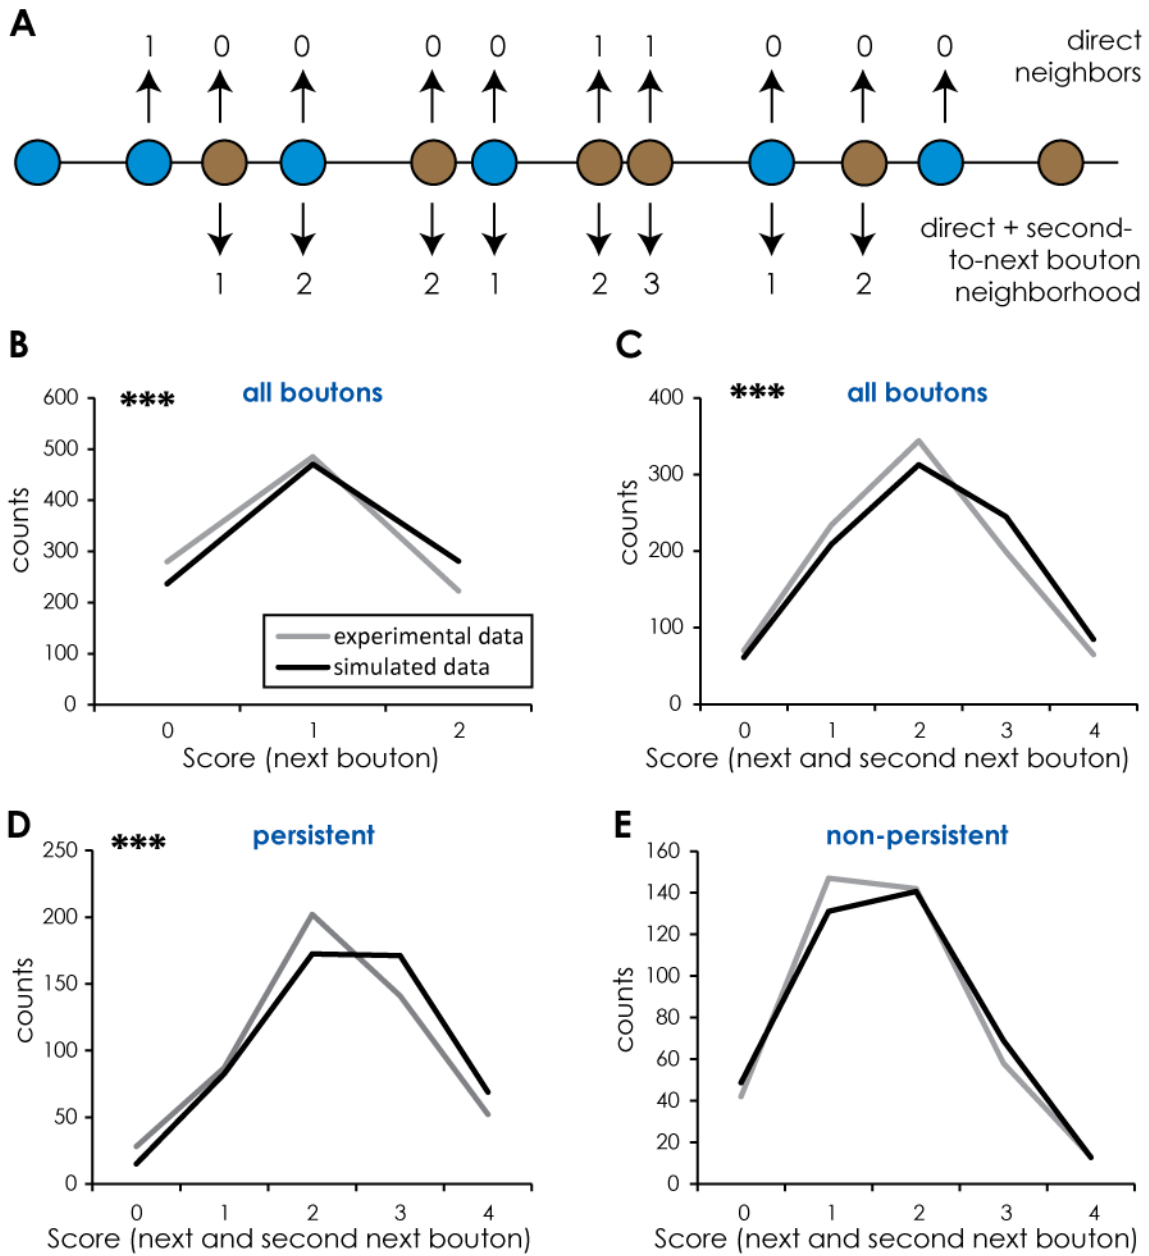 A
1 0 0 0 0 1 1 0 0 0
direct
neighbors
direct + second-
to-next bouton
neighborhood
1 2 2 1 2 3 1 2
B
*** all boutons
600
500
400
300
200
100
0
counts
experimental data
simulated data
0 1 2
Score (next bouton)
C
*** all boutons
400
300
200
100
0
counts
0 1 2 3 4
Score (next and second next bouton)
D
*** persistent
250
200
150
100
50
0
counts
0 1 2 3 4
Score (next and second next bouton)
E
non-persistent
160
140
120
100
80
60
40
20
0
counts
0 1 2 3 4
Score (next and second next bouton)